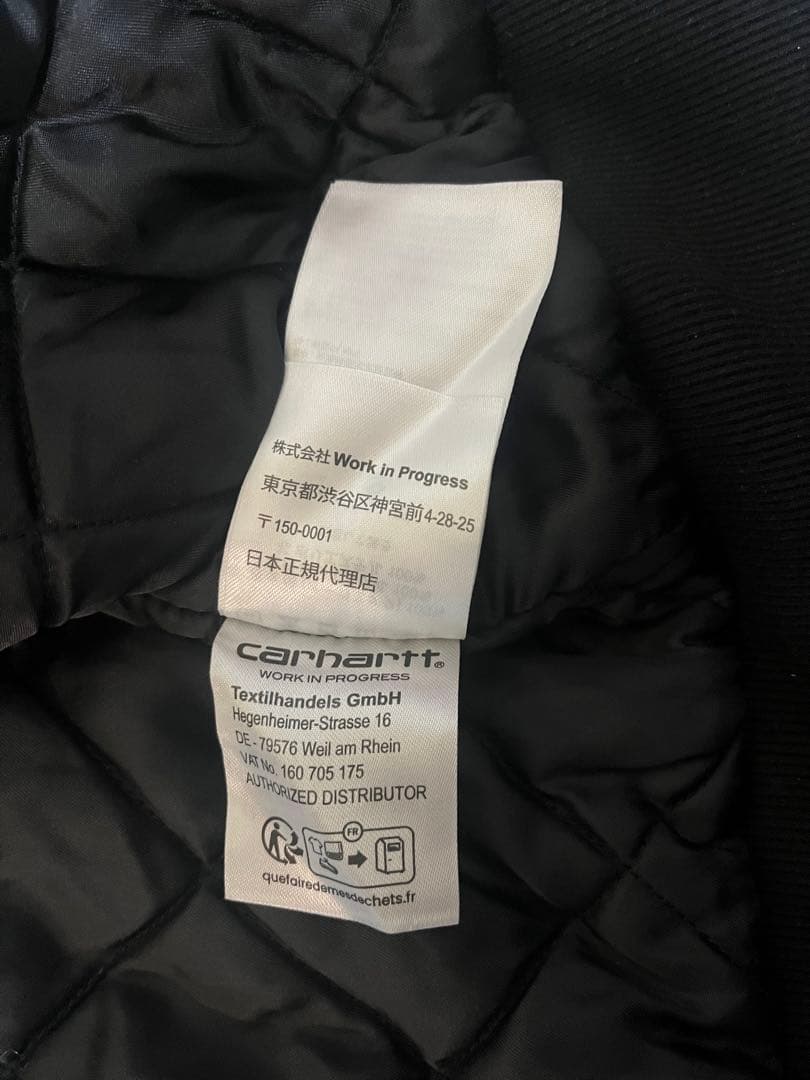 株式会社 Work in Progress
東京都渋谷区神宮前4-28-25
〒150-0001
日本正規代理店
carhartt®
WORK IN PROGRESS
Textilhandels GmbH
Hegenheimer-Strasse 16
DE - 79576 Weil am Rhein
VAT No. 160 705 175
AUTHORIZED DISTRIBUTOR
FR
quefairedemesdechets.fr